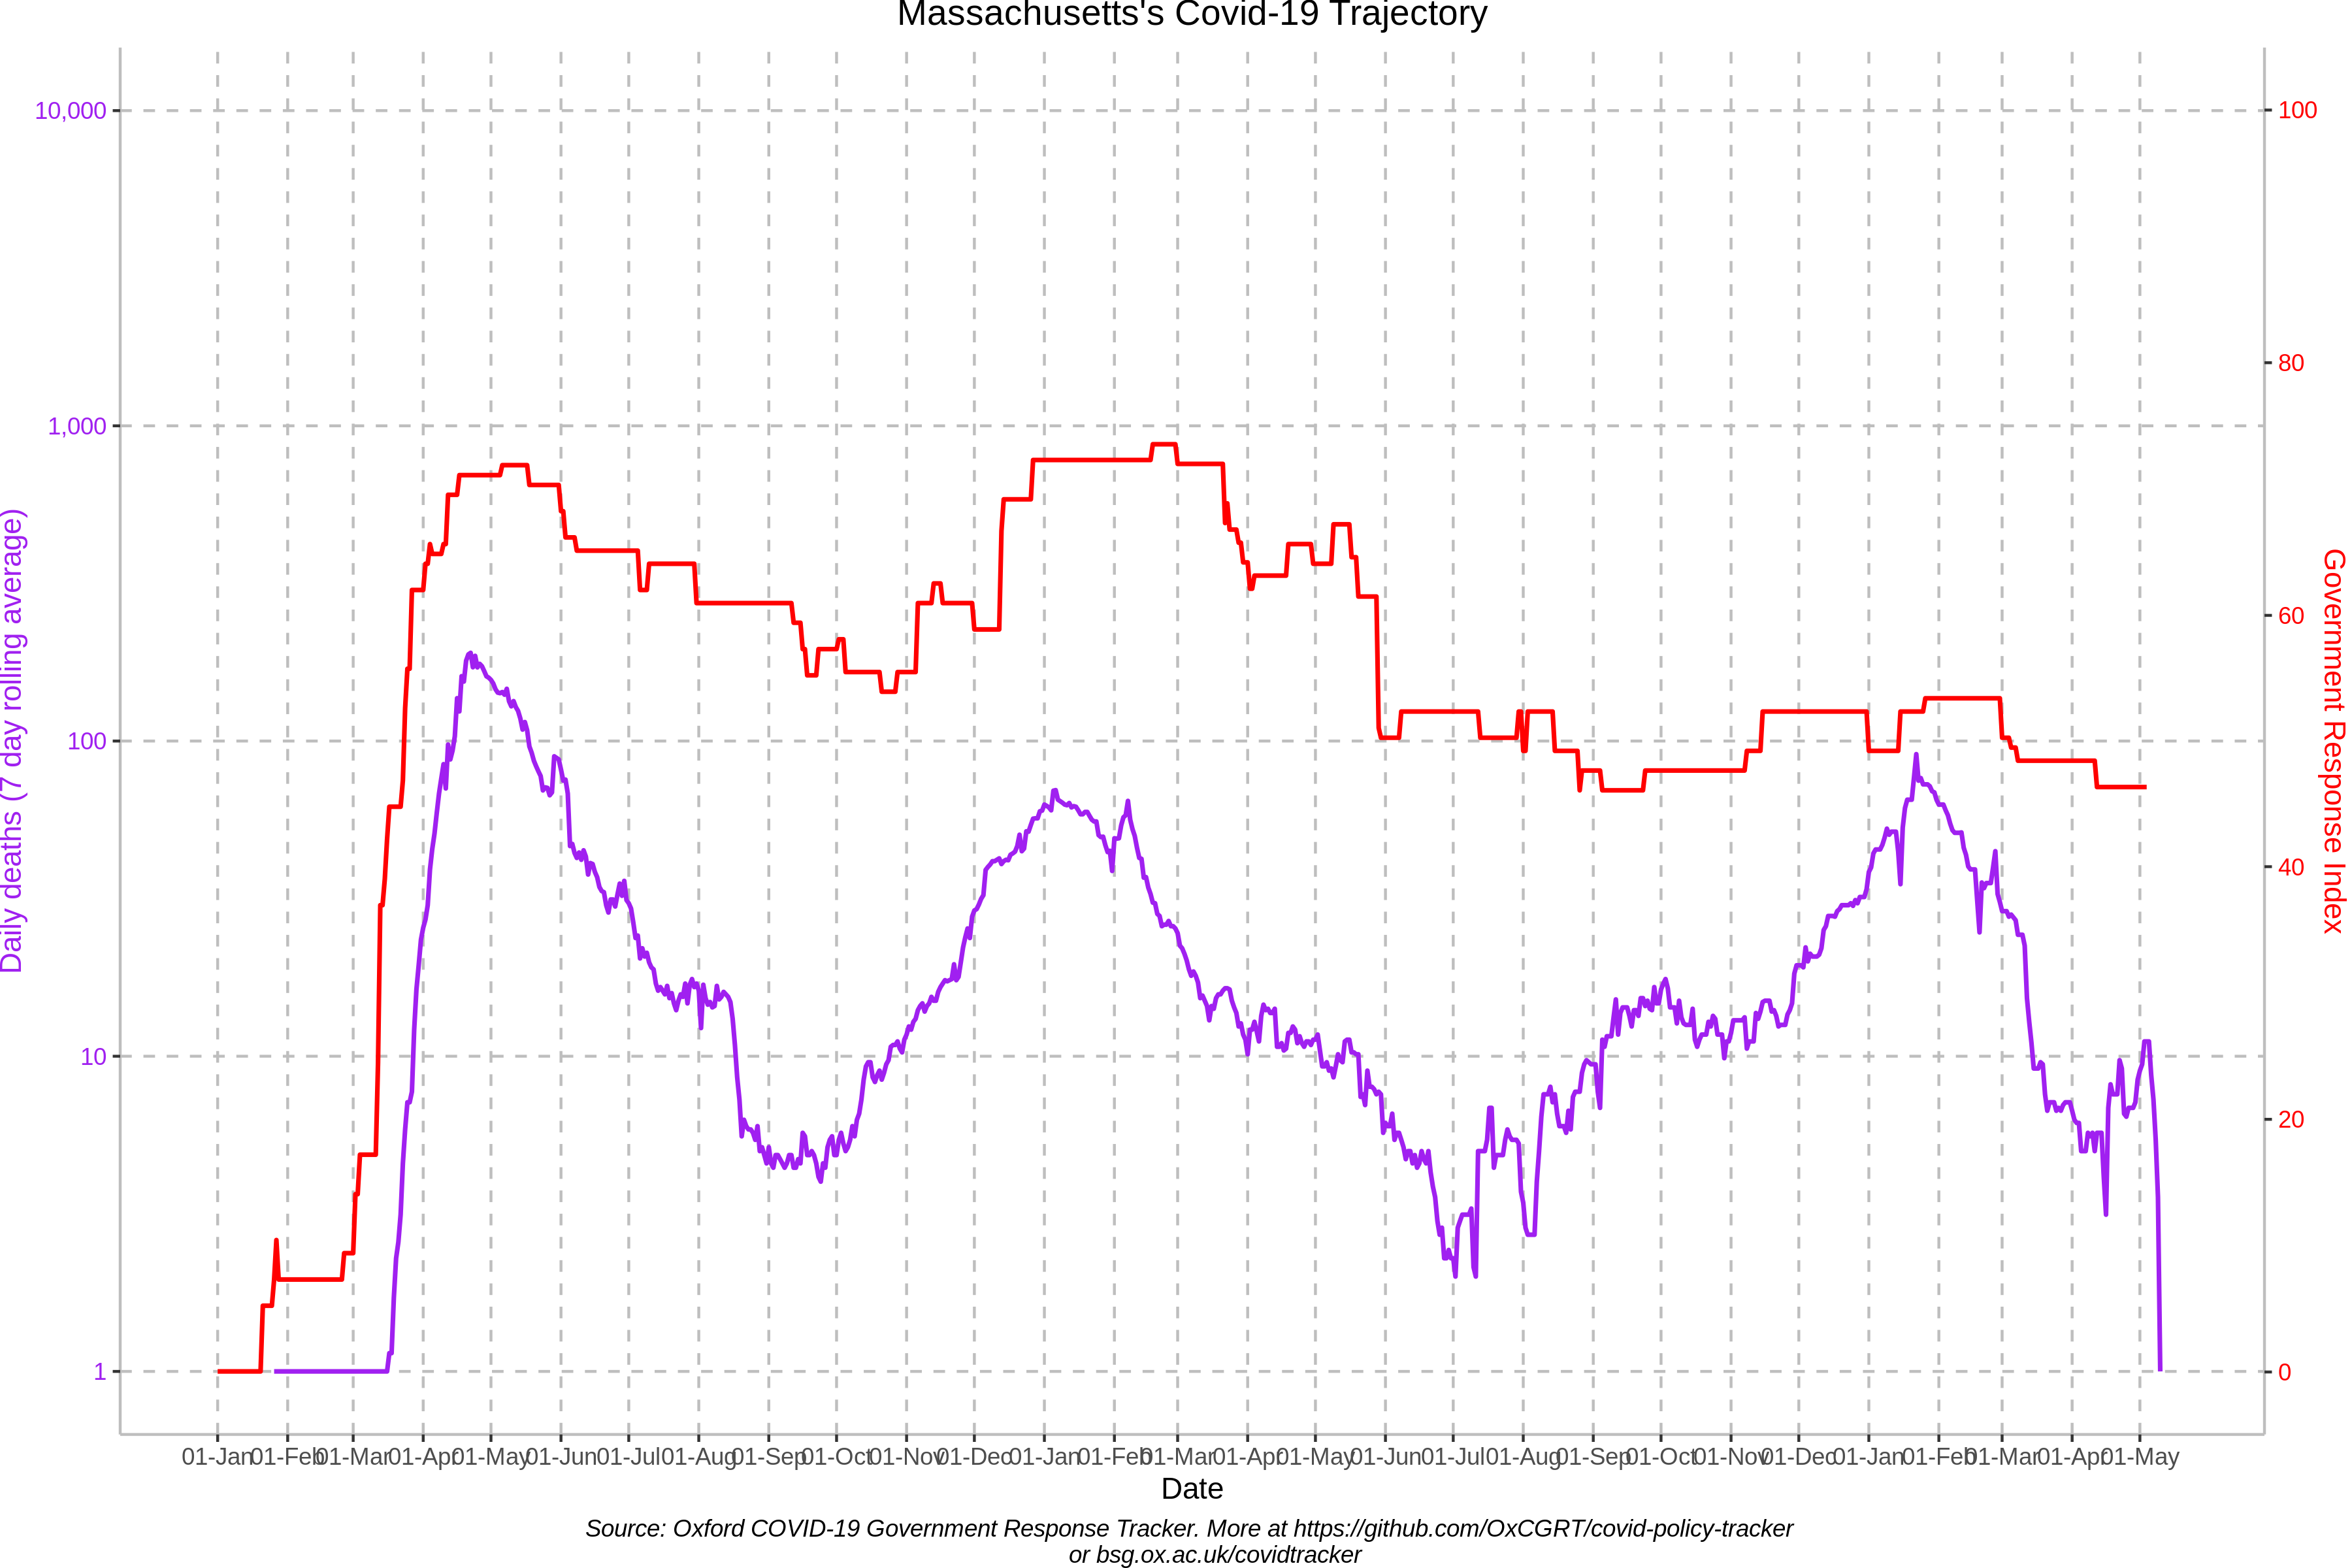 Massachusetts's Covid-19 Trajectory
Daily deaths (7 day rolling average)
10,000
1,000
100
10
1
100
80
60
40
20
0
Government Response Index
01-Jan 01-Feb 01-Mar 01-Apr 01-May 01-Jun 01-Jul 01-Aug 01-Sep 01-Oct 01-Nov 01-Dec 01-Jan 01-Feb 01-Mar 01-Apr 01-May 01-Jun 01-Jul 01-Aug 01-Sep 01-Oct 01-Nov 01-Dec 01-Jan 01-Feb 01-Mar 01-Apr 01-May
Date
Source: Oxford COVID-19 Government Response Tracker. More at https://github.com/OxCGRT/covid-policy-tracker
or bsg.ox.ac.uk/covidtracker